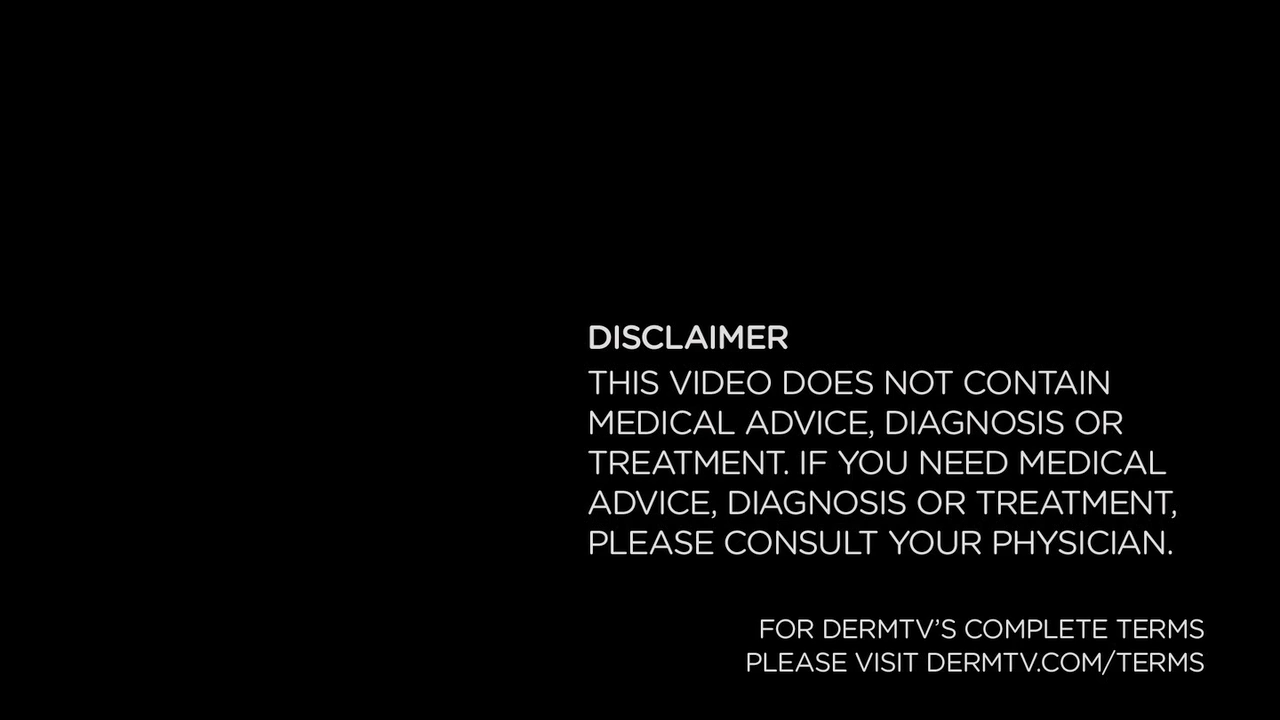 DISCLAIMER
THIS VIDEO DOES NOT CONTAIN
MEDICAL ADVICE, DIAGNOSIS OR
TREATMENT. IF YOU NEED MEDICAL
ADVICE, DIAGNOSIS OR TREATMENT,
PLEASE CONSULT YOUR PHYSICIAN.
FOR DERMTV’S COMPLETE TERMS
PLEASE VISIT DERMTV.COM/TERMS